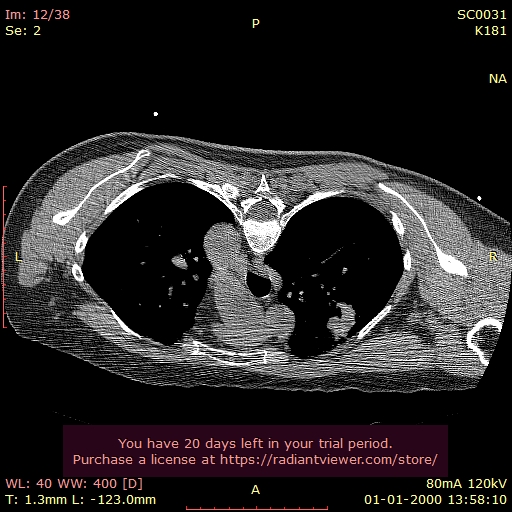 Im: 12/38
Se: 2
P
SC0031
K181
NA
L
R
You have 20 days left in your trial period.
Purchase a license at https://radiantviewer.com/store/
WL: 40 WW: 400 [D]
T: 1.3mm L: -123.0mm
A
80mA 120kV
01-01-2000 13:58:10